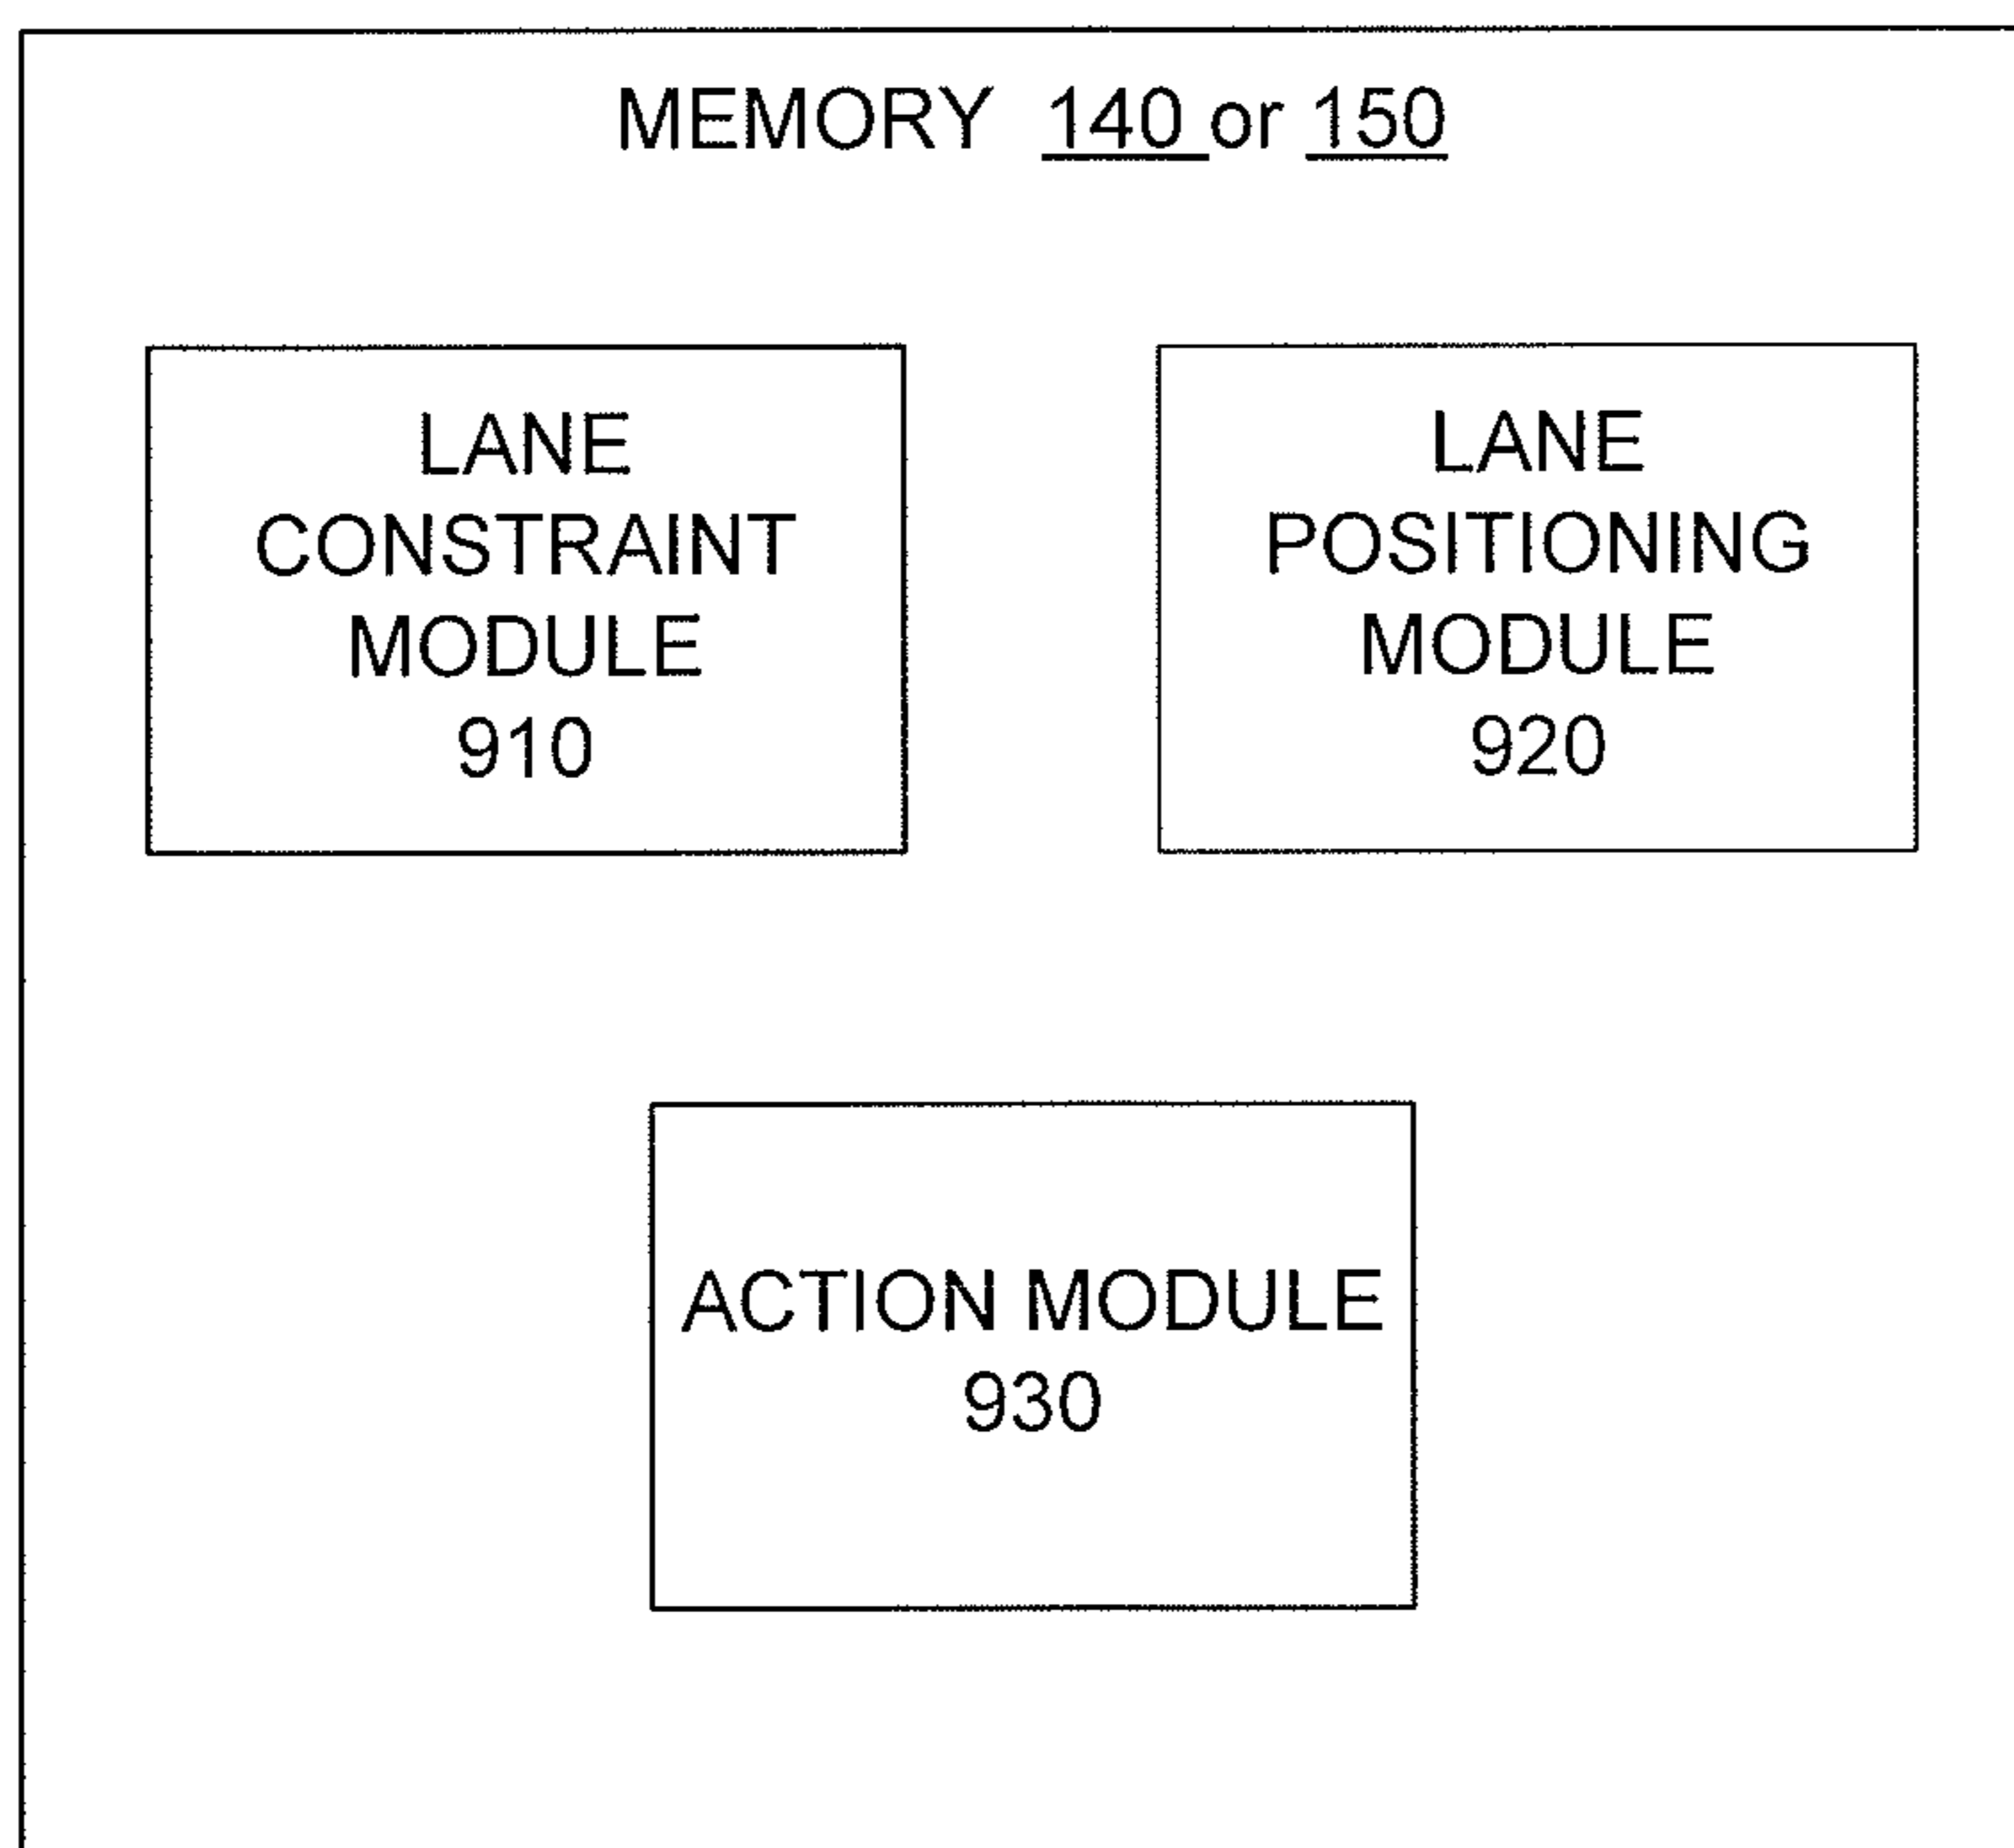 MEMORY 140 or 150
LANE
CONSTRAINT
MODULE
910
LANE
POSITIONING
MODULE
920
ACTION MODULE
930